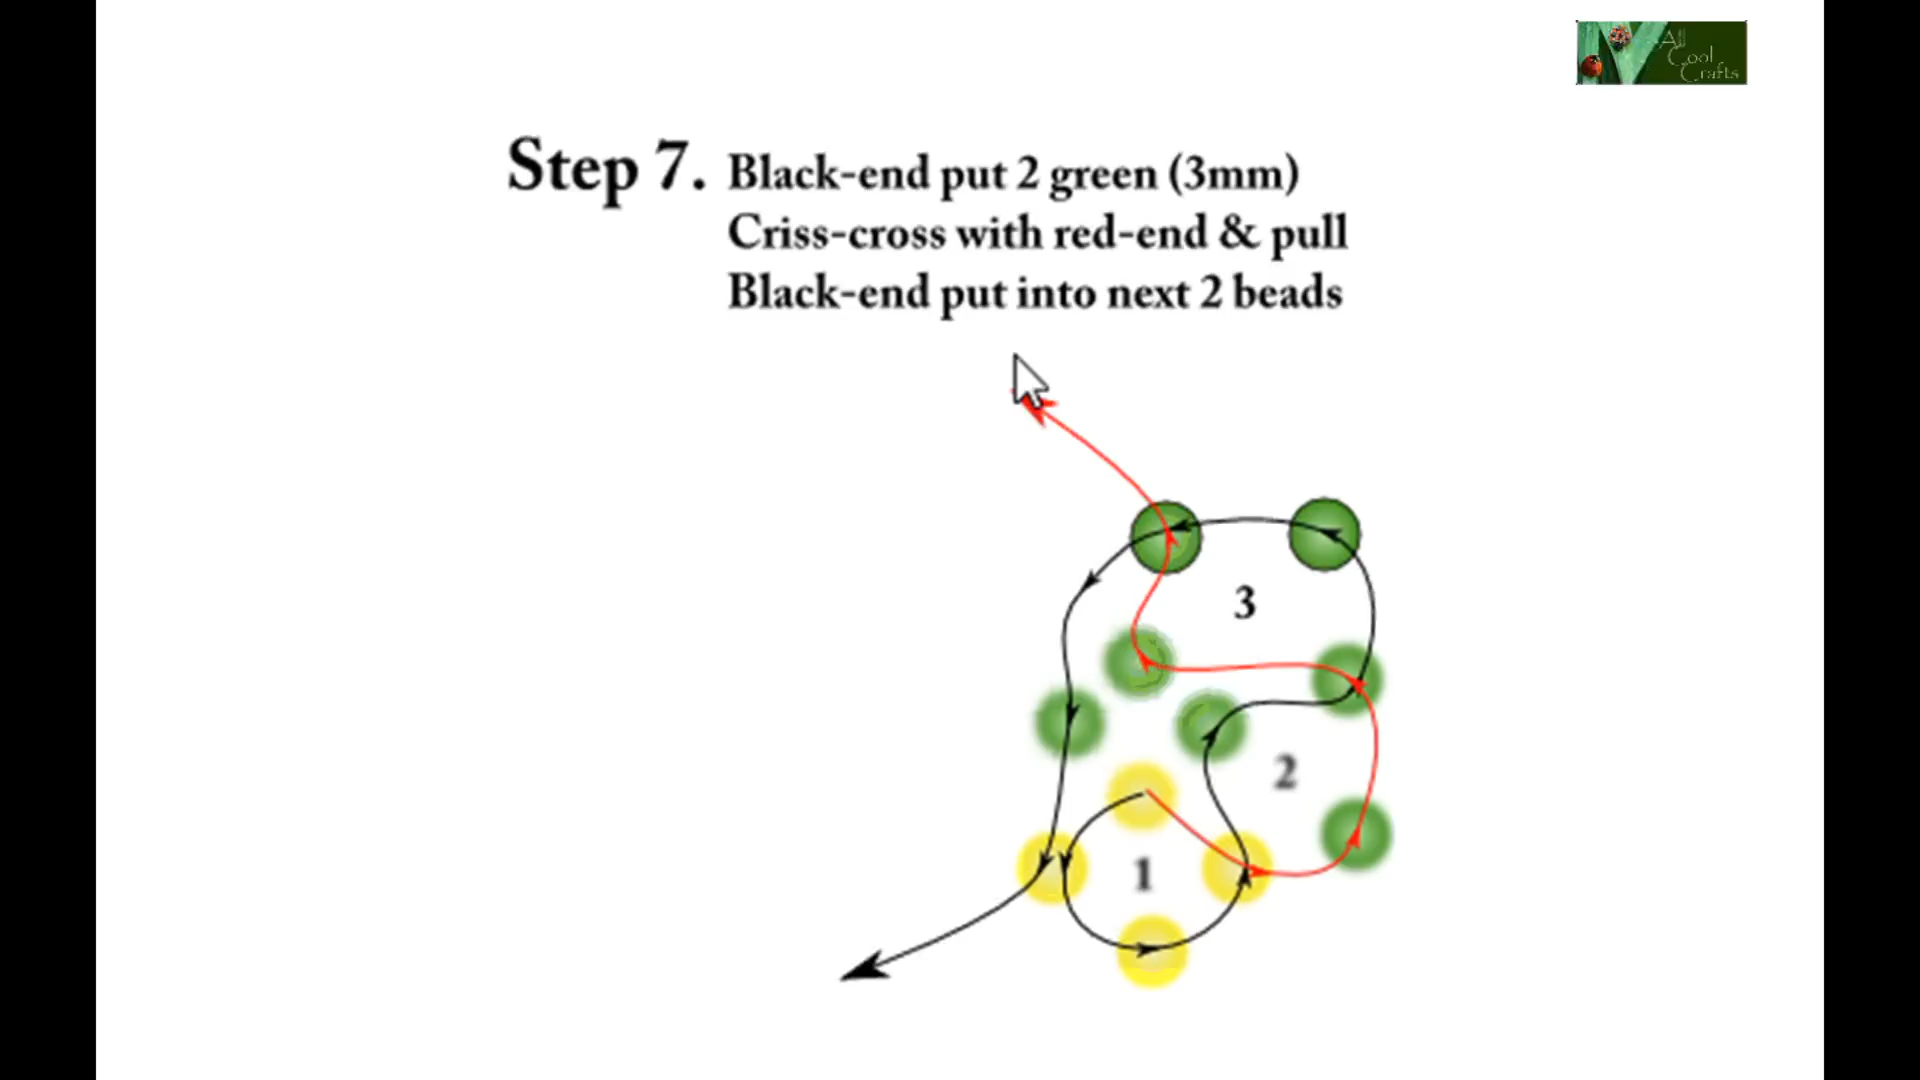 All
Cool
Crafts
Step 7. Black-end put 2 green (3mm)
Criss-cross with red-end & pull
Black-end put into next 2 beads
3
2
1